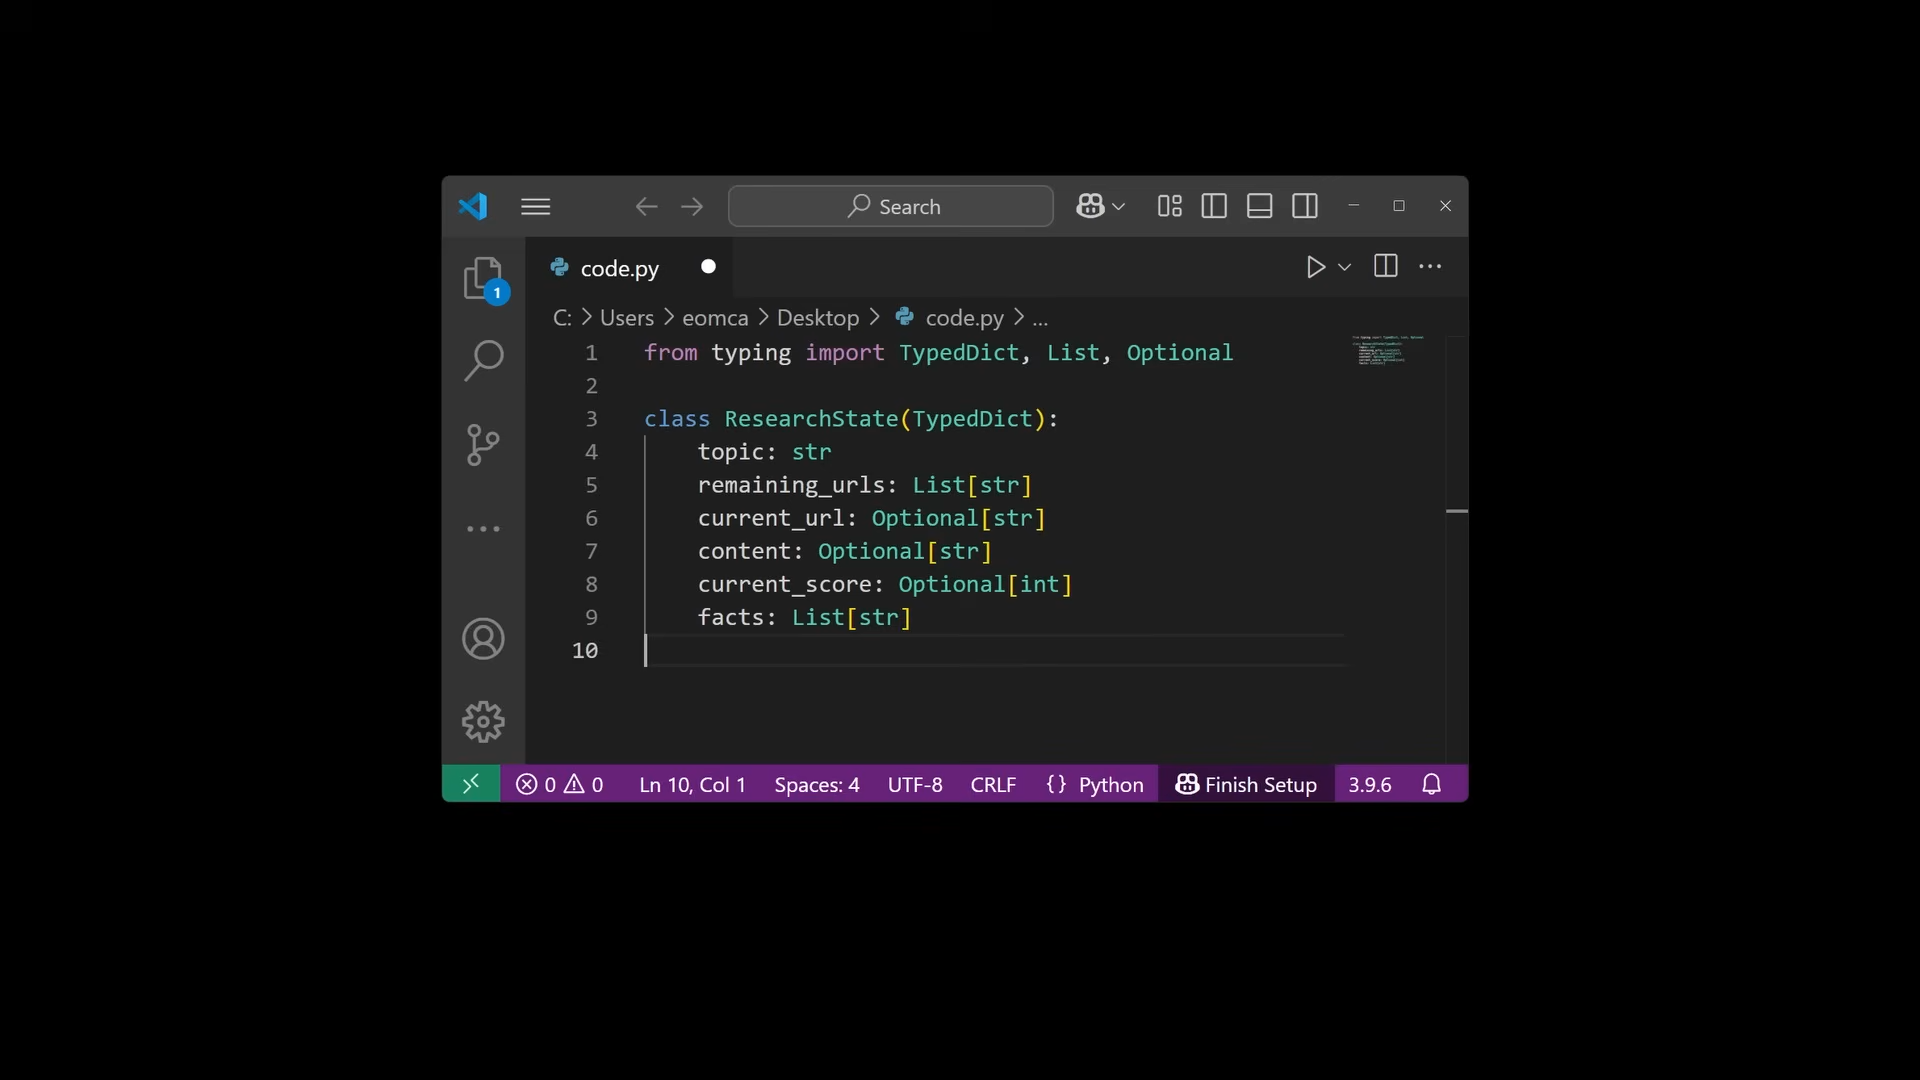 Search
code.py
1
C: > Users > eomca > Desktop > code.py > ...
1 from typing import TypedDict, List, Optional
2
3 class ResearchState(TypedDict):
4     topic: str
5     remaining_urls: List[str]
6     current_url: Optional[str]
7     content: Optional[str]
8     current_score: Optional[int]
9     facts: List[str]
10
0 0 Ln 10, Col 1 Spaces: 4 UTF-8 CRLF {} Python Finish Setup 3.9.6